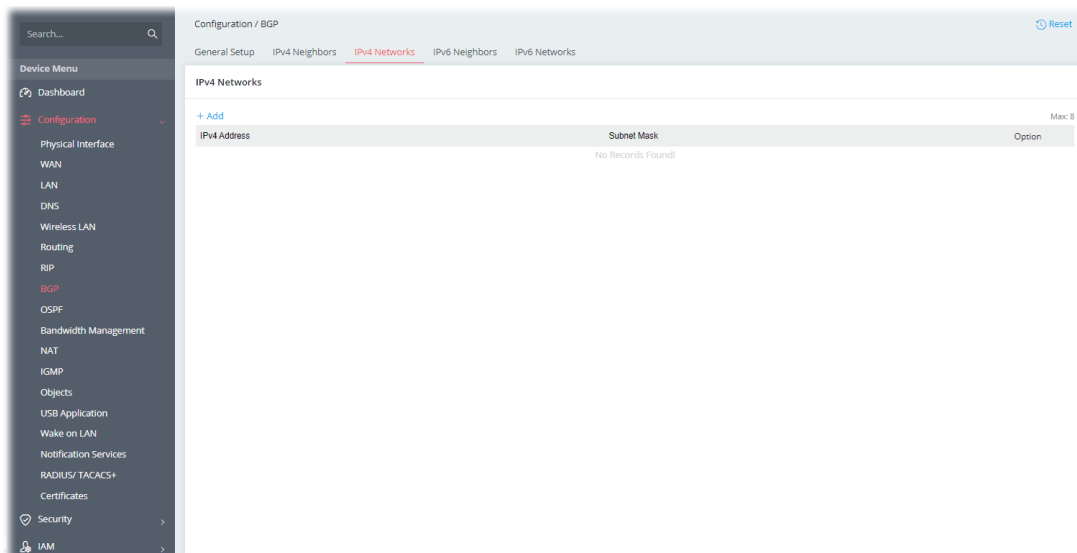 Search...
Device Menu
Dashboard
Configuration
Physical Interface
WAN
LAN
DNS
Wireless LAN
Routing
RIP
BGP
OSPF
Bandwidth Management
NAT
IGMP
Objects
USB Application
Wake on LAN
Notification Services
RADIUS/ TACACS+
Certificates
Security
IAM
Configuration / BGP
Reset
General Setup IPv4 Neighbors IPv4 Networks IPv6 Neighbors IPv6 Networks
IPv4 Networks
+ Add
Max: 8
IPv4 Address Subnet Mask Option
No Records Found!